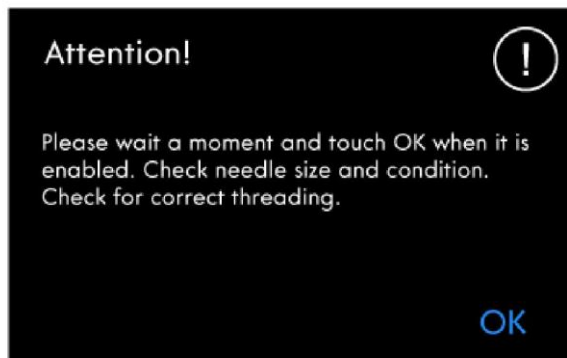 Attention!
!
Please wait a moment and touch OK when it is
enabled. Check needle size and condition.
Check for correct threading.
OK